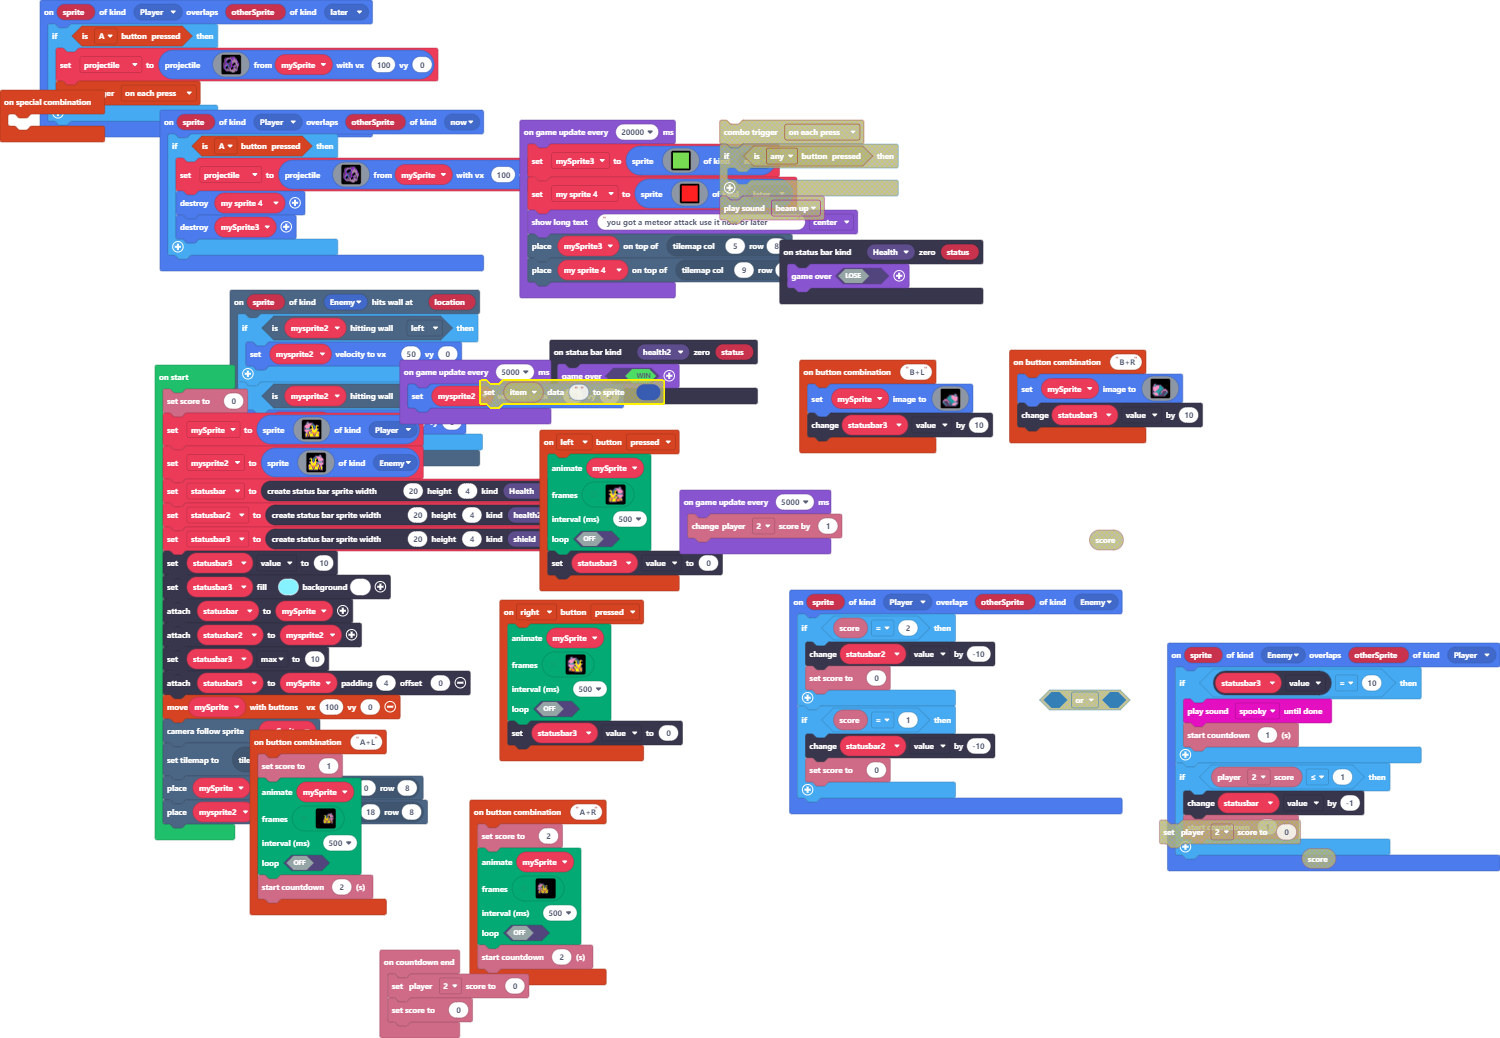 on sprite of kind Player overlaps otherSprite of kind later
if is A button pressed then
set projectile to projectile from mySprite with vx 100 vy 0
ger on each press
on special combination
on sprite of kind Player overlaps otherSprite of kind now
if is A button pressed then
set projectile to projectile from mySprite with vx 100
destroy my sprite 4
destroy mySprite3
on game update every 20000 ms
set mySprite3 to sprite of
set my sprite 4 to sprite of
show long text "you got a meteor attack use it now or later center
place mySprite3 on top of tilemap col 5 row 8
place my sprite 4 on top of tilemap col 9 row
combo trigger on each press
if is any button pressed then
play sound beam up
on status bar kind Health zero status
game over LOSE
on sprite of kind Enemy hits wall at location
if is mysprite2 hitting wall left then
set mysprite2 velocity to vx 50 vy 0
if is mysprite2 hitting wall
on game update every 5000 ms
set mysprite2
on status bar kind health2 zero status
game over WIN
set item data " " to sprite
on start
set score to 0
set mySprite to sprite of kind Player
set mysprite2 to sprite of kind Enemy
set statusbar to create status bar sprite width 20 height 4 kind Health
set statusbar2 to create status bar sprite width 20 height 4 kind health2
set statusbar3 to create status bar sprite width 20 height 4 kind shield
set statusbar3 value to 10
set statusbar3 fill background
attach statusbar to mySprite
attach statusbar2 to mysprite2
set statusbar3 max to 10
attach statusbar3 to mySprite padding 4 offset 0
move mySprite with buttons vx 100 vy 0
camera follow sprite
set tilemap to tile
place mySprite 0 row 8
place mysprite2 18 row 8
on button combination "A+L"
set score to 1
animate mySprite
frames
interval (ms) 500
loop OFF
start countdown 2 (s)
on left button pressed
animate mySprite
frames
interval (ms) 500
loop OFF
set statusbar3 value to 0
on right button pressed
animate mySprite
frames
interval (ms) 500
loop OFF
set statusbar3 value to 0
on button combination "A+R"
set score to 2
animate mySprite
frames
interval (ms) 500
loop OFF
start countdown 2 (s)
on countdown end
set player 2 score to 0
set score to 0
on button combination "B+L"
set mySprite image to
change statusbar3 value by 10
on button combination "B+R"
set mySprite image to
change statusbar3 value by 10
on game update every 5000 ms
change player 2 score by 1
score
on sprite of kind Player overlaps otherSprite of kind Enemy
if score = 2 then
change statusbar2 value by -10
set score to 0
if score = 1 then
change statusbar2 value by -10
set score to 0
or
on sprite of kind Enemy overlaps otherSprite of kind Player
if statusbar3 value = 10 then
play sound spooky until done
start countdown 1 (s)
if player 2 score ≤ 1 then
change statusbar value by -1
set player 2 score to 0
score